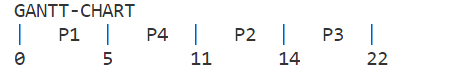 GANTT-CHART
|   P1  |   P4  |   P2  |   P3  |
0       5       11      14      22